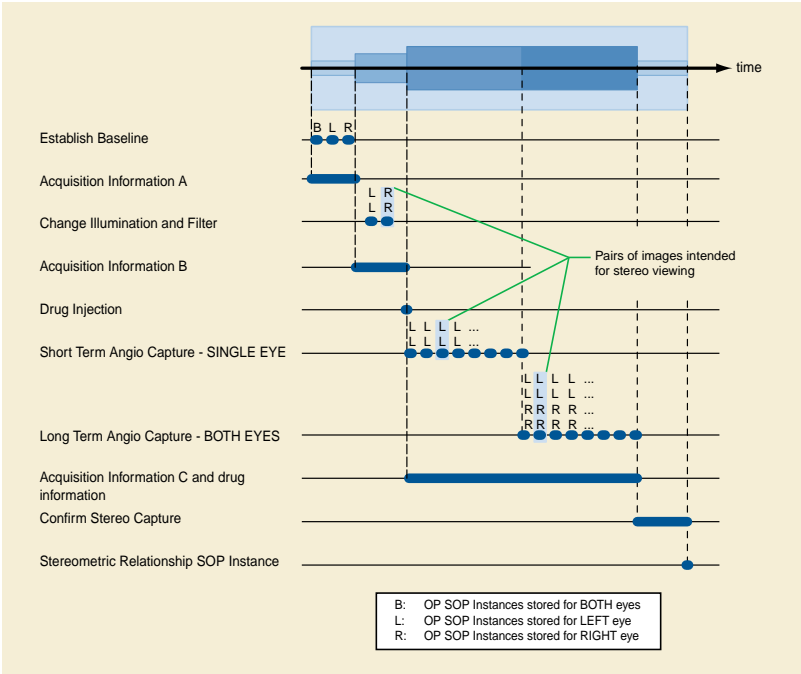 time
B L R
Establish Baseline
Acquisition Information A
L R
L R
Change Illumination and Filter
Pairs of images intended
for stereo viewing
Acquisition Information B
Drug Injection
L L L L ...
L L L L ...
Short Term Angio Capture - SINGLE EYE
L L L L ...
L L L L ...
R R R R ...
R R R R ...
Long Term Angio Capture - BOTH EYES
Acquisition Information C and drug
information
Confirm Stereo Capture
Stereometric Relationship SOP Instance
B: OP SOP Instances stored for BOTH eyes
L: OP SOP Instances stored for LEFT eye
R: OP SOP Instances stored for RIGHT eye